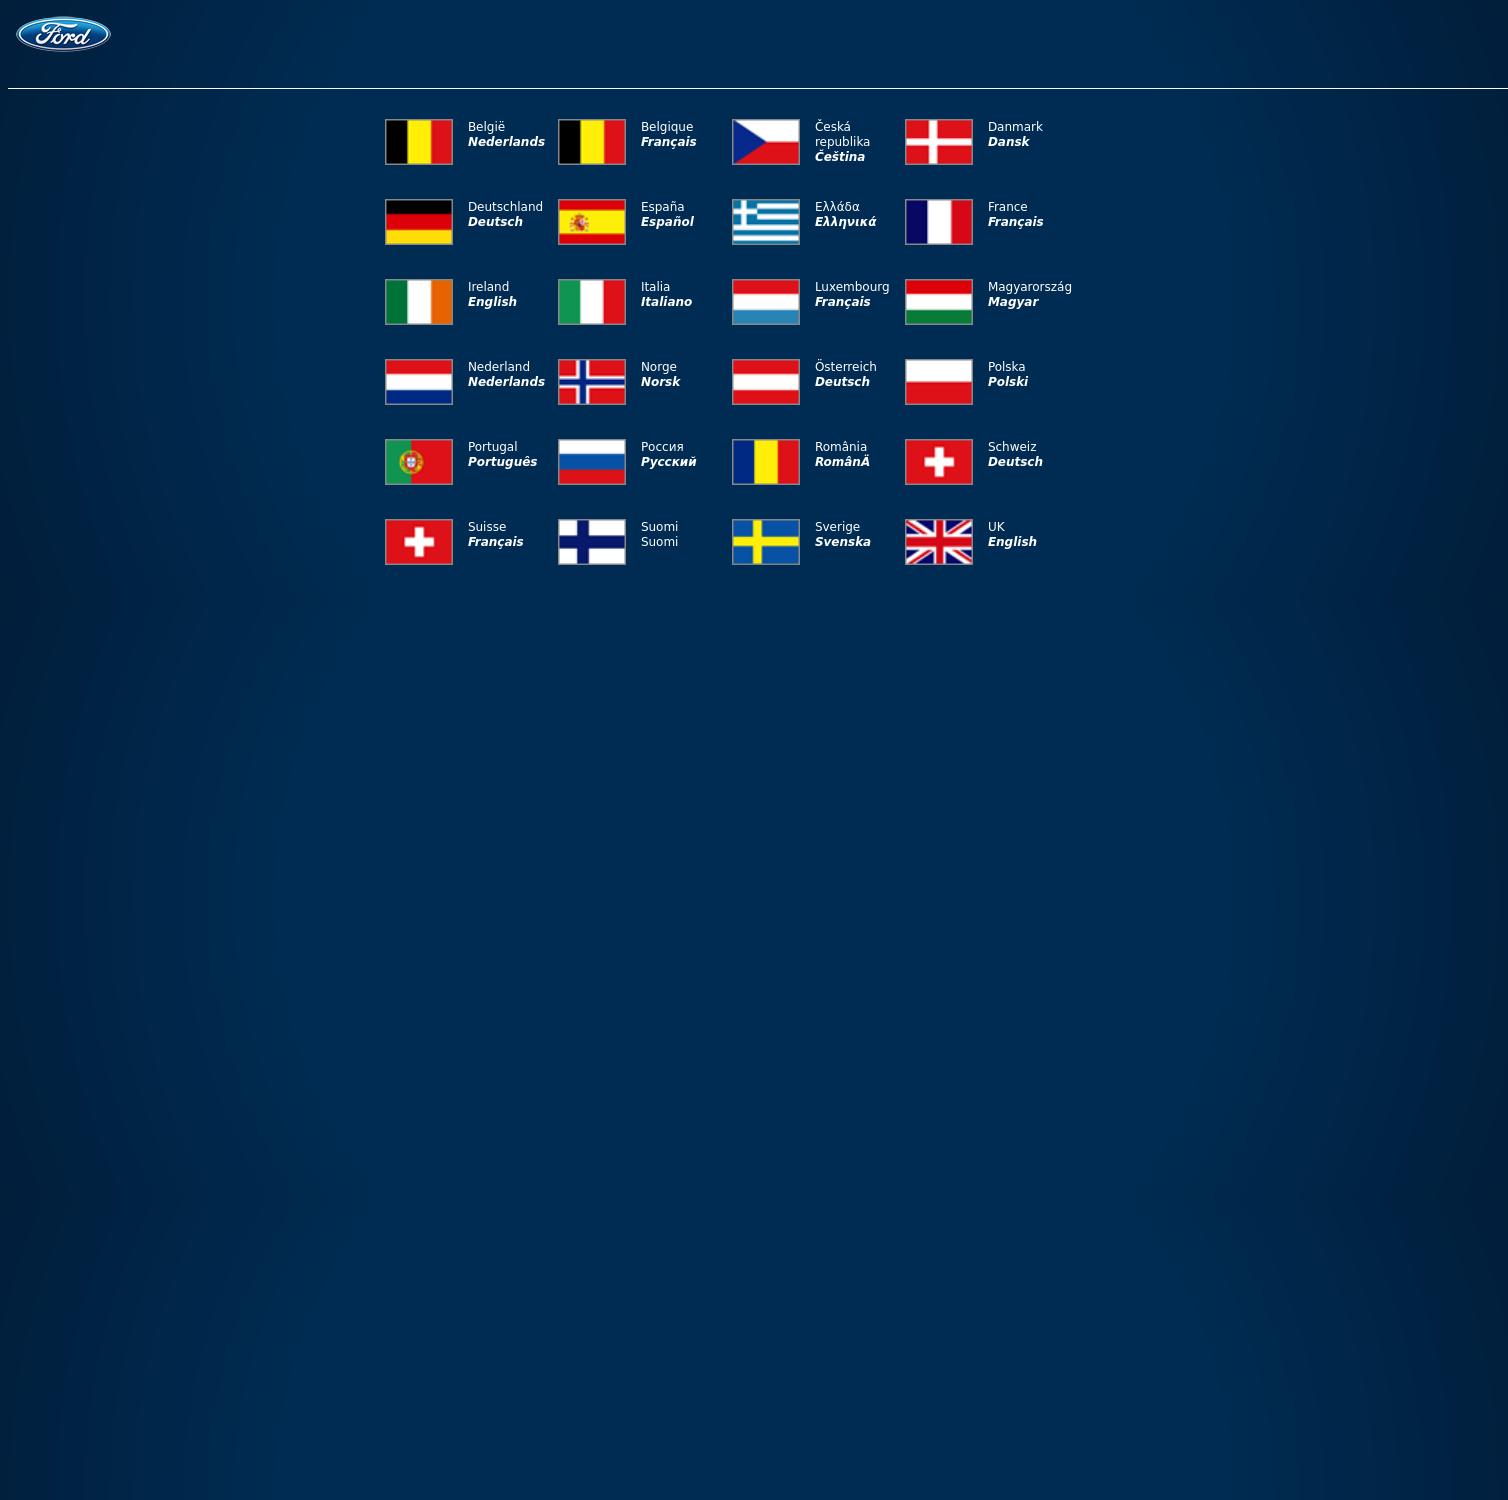 Ford
België
Nederlands
Belgique
Français
Česká
republika
Čeština
Danmark
Dansk
Deutschland
Deutsch
España
Español
Ελλάδα
Ελληνικά
France
Français
Ireland
English
Italia
Italiano
Luxembourg
Français
Magyarország
Magyar
Nederland
Nederlands
Norge
Norsk
Österreich
Deutsch
Polska
Polski
Portugal
Português
Россия
Русский
România
RomânÄ
Schweiz
Deutsch
Suisse
Français
Suomi
Suomi
Sverige
Svenska
UK
English